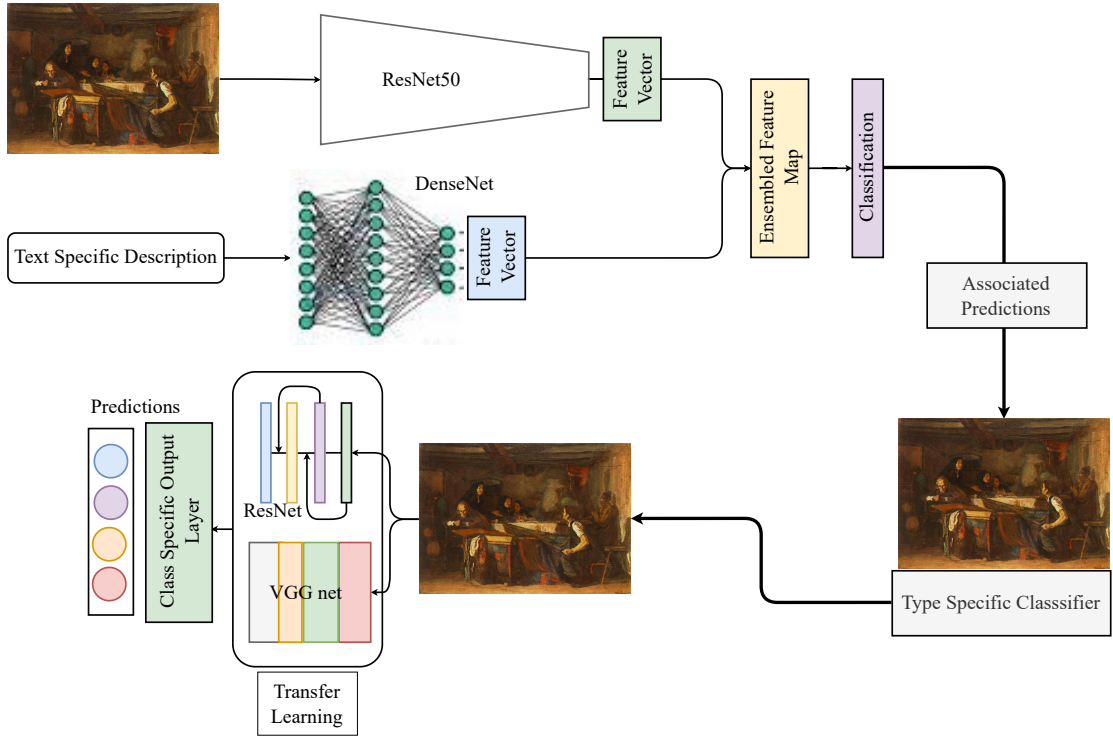 ResNet50
Feature
Vector
Ensembled Feature
Map
Classification
DenseNet
Text Specific Description
Feature
Vector
Associated
Predictions
Type Specific Classsifier
ResNet
VGG net
Transfer
Learning
Class Specific Output
Layer
Predictions